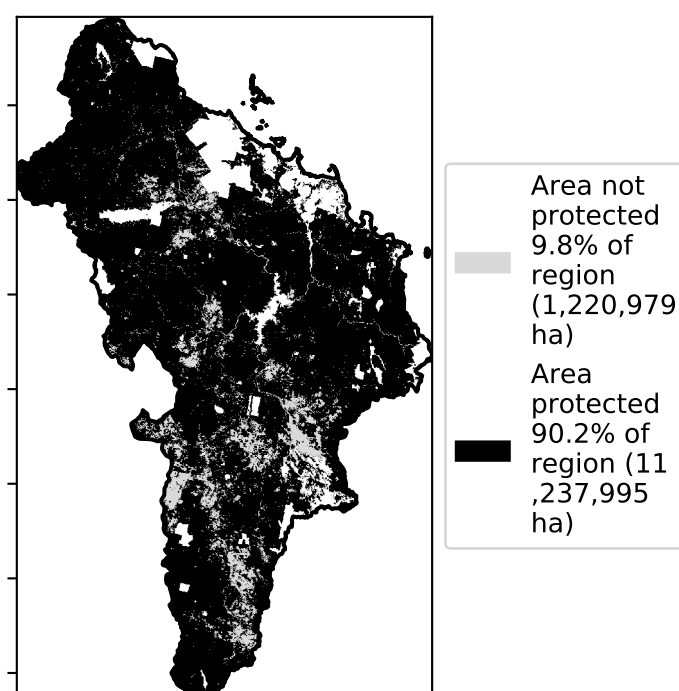 Area not
protected
9.8% of
region
(1,220,979
ha)
Area
protected
90.2% of
region (11
,237,995
ha)